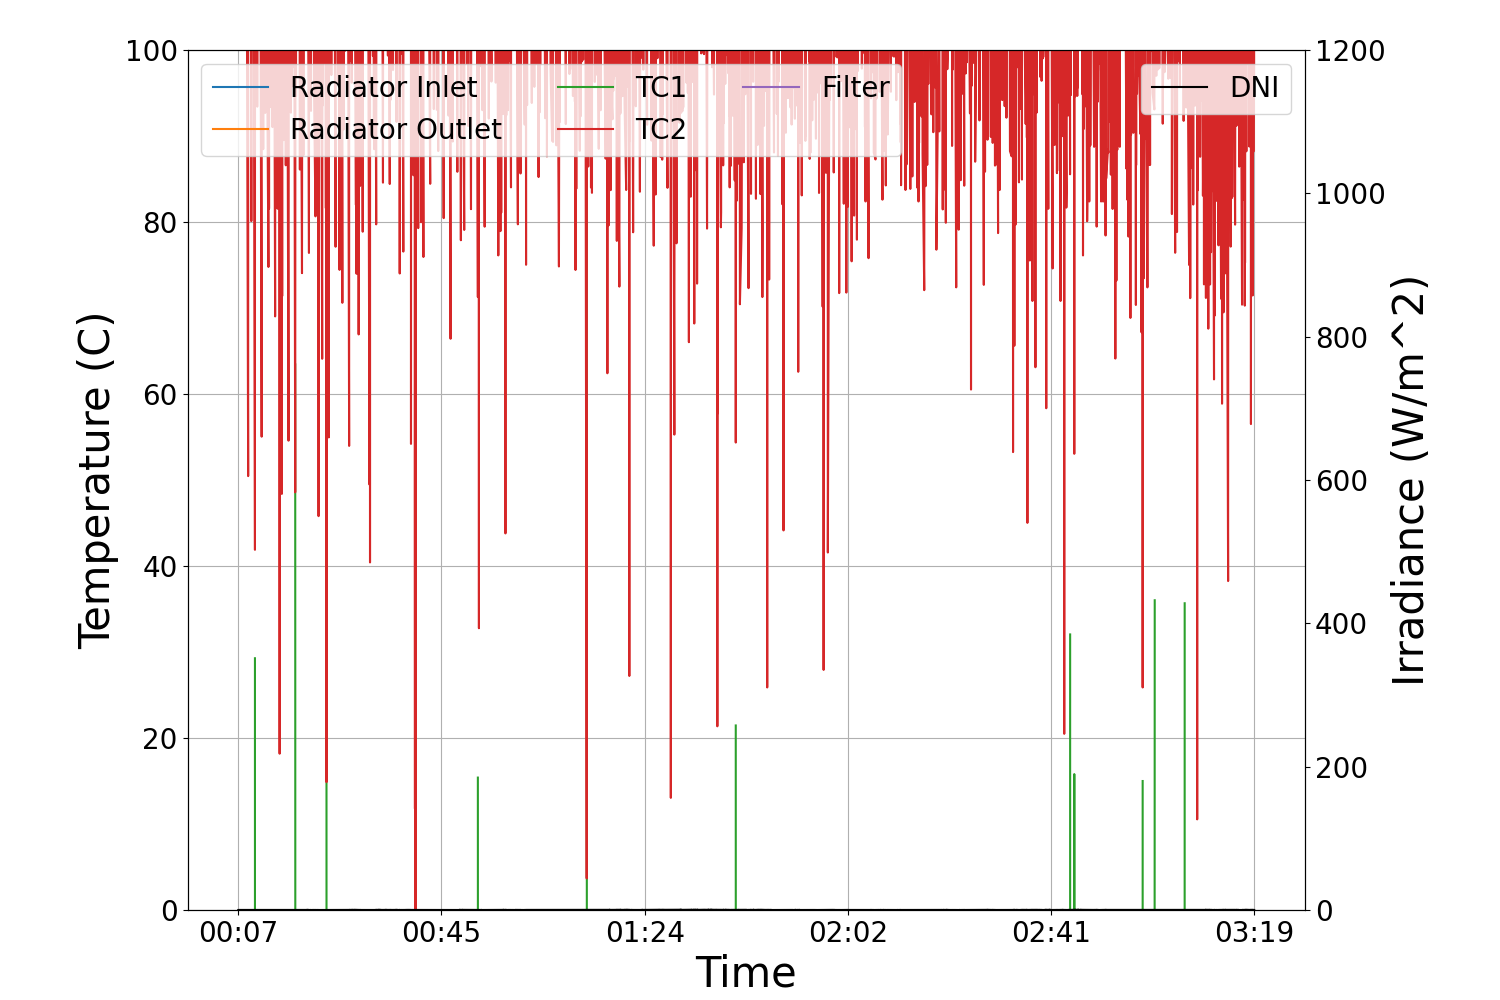 100
80
60
40
20
0
Temperature (C)
Radiator Inlet
Radiator Outlet
TC1
TC2
Filter
DNI
1200
1000
800
600
400
200
0
Irradiance (W/m^2)
00:07
00:45
01:24
02:02
02:41
03:19
Time